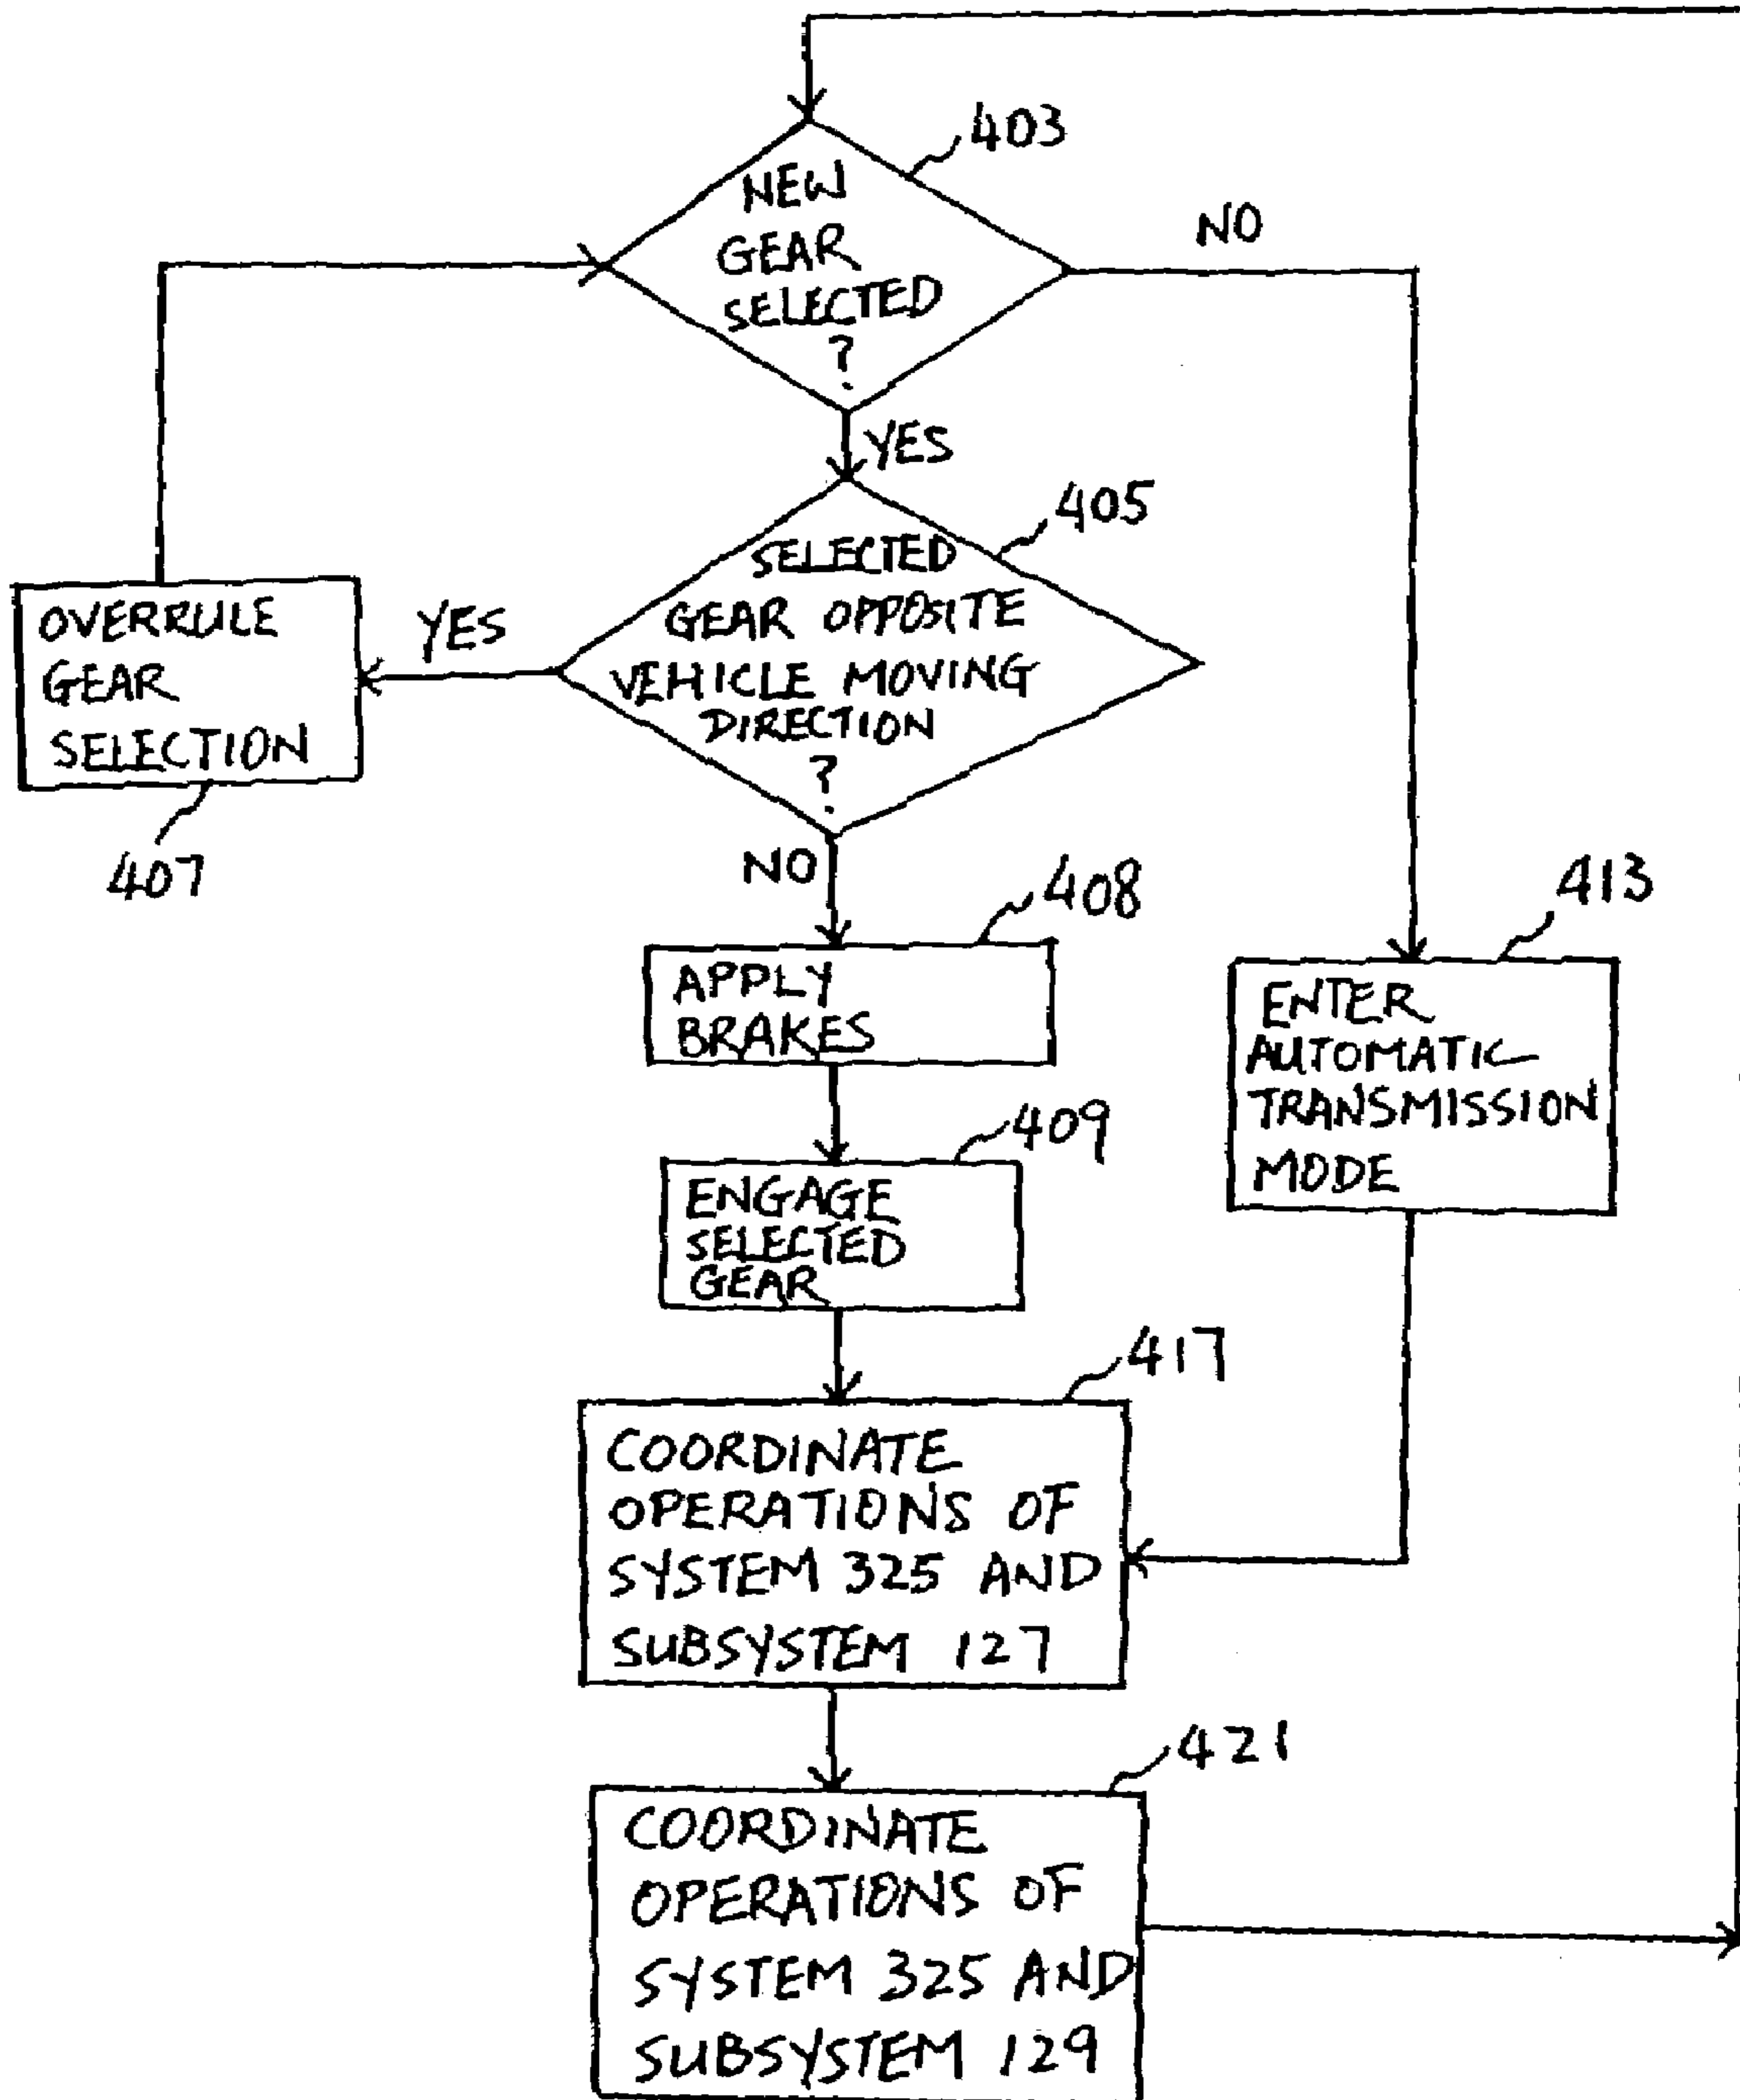 403
NEW
GEAR
SELECTED
?
NO
YES
405
SELECTED
GEAR OPPOSITE
VEHICLE MOVING
DIRECTION
?
YES
OVERRULE
GEAR
SELECTION
407
NO
408
APPLY
BRAKES
413
ENTER
AUTOMATIC
TRANSMISSION
MODE
409
ENGAGE
SELECTED
GEAR
417
COORDINATE
OPERATIONS OF
SYSTEM 325 AND
SUBSYSTEM 127
421
COORDINATE
OPERATIONS OF
SYSTEM 325 AND
SUBSYSTEM 129